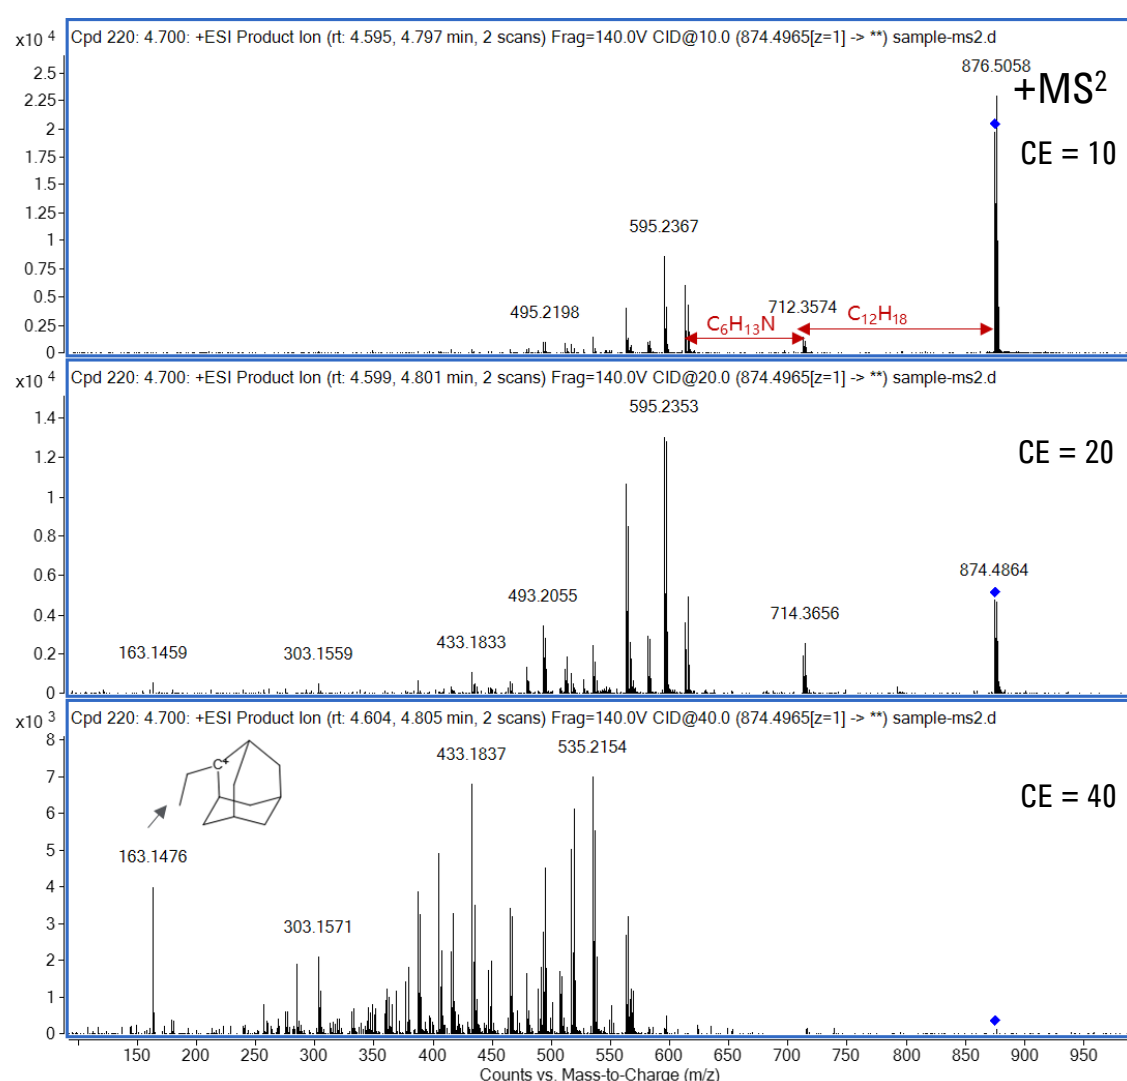 Cpd 220: 4.700: +ESI Product Ion (rt: 4.595, 4.797 min, 2 scans) Frag=140.0V CID@10.0 (874.4965[z=1] -> **) sample-ms2.d
x10 4
876.5058
+MS2
CE = 10
2.5
2.25
2
1.75
1.5
1.25
1
0.75
0.5
0.25
0
595.2367
495.2198
712.3574
C6H13N
C12H18
Cpd 220: 4.700: +ESI Product Ion (rt: 4.599, 4.801 min, 2 scans) Frag=140.0V CID@20.0 (874.4965[z=1] -> **) sample-ms2.d
x10 4
595.2353
CE = 20
1.4
1.2
1
0.8
0.6
0.4
0.2
0
874.4864
493.2055
714.3656
433.1833
163.1459
303.1559
Cpd 220: 4.700: +ESI Product Ion (rt: 4.604, 4.805 min, 2 scans) Frag=140.0V CID@40.0 (874.4965[z=1] -> **) sample-ms2.d
x10 3
8
7
6
5
4
3
2
1
0
433.1837
535.2154
C+
CE = 40
163.1476
303.1571
150 200 250 300 350 400 450 500 550 600 650 700 750 800 850 900 950
Counts vs. Mass-to-Charge (m/z)